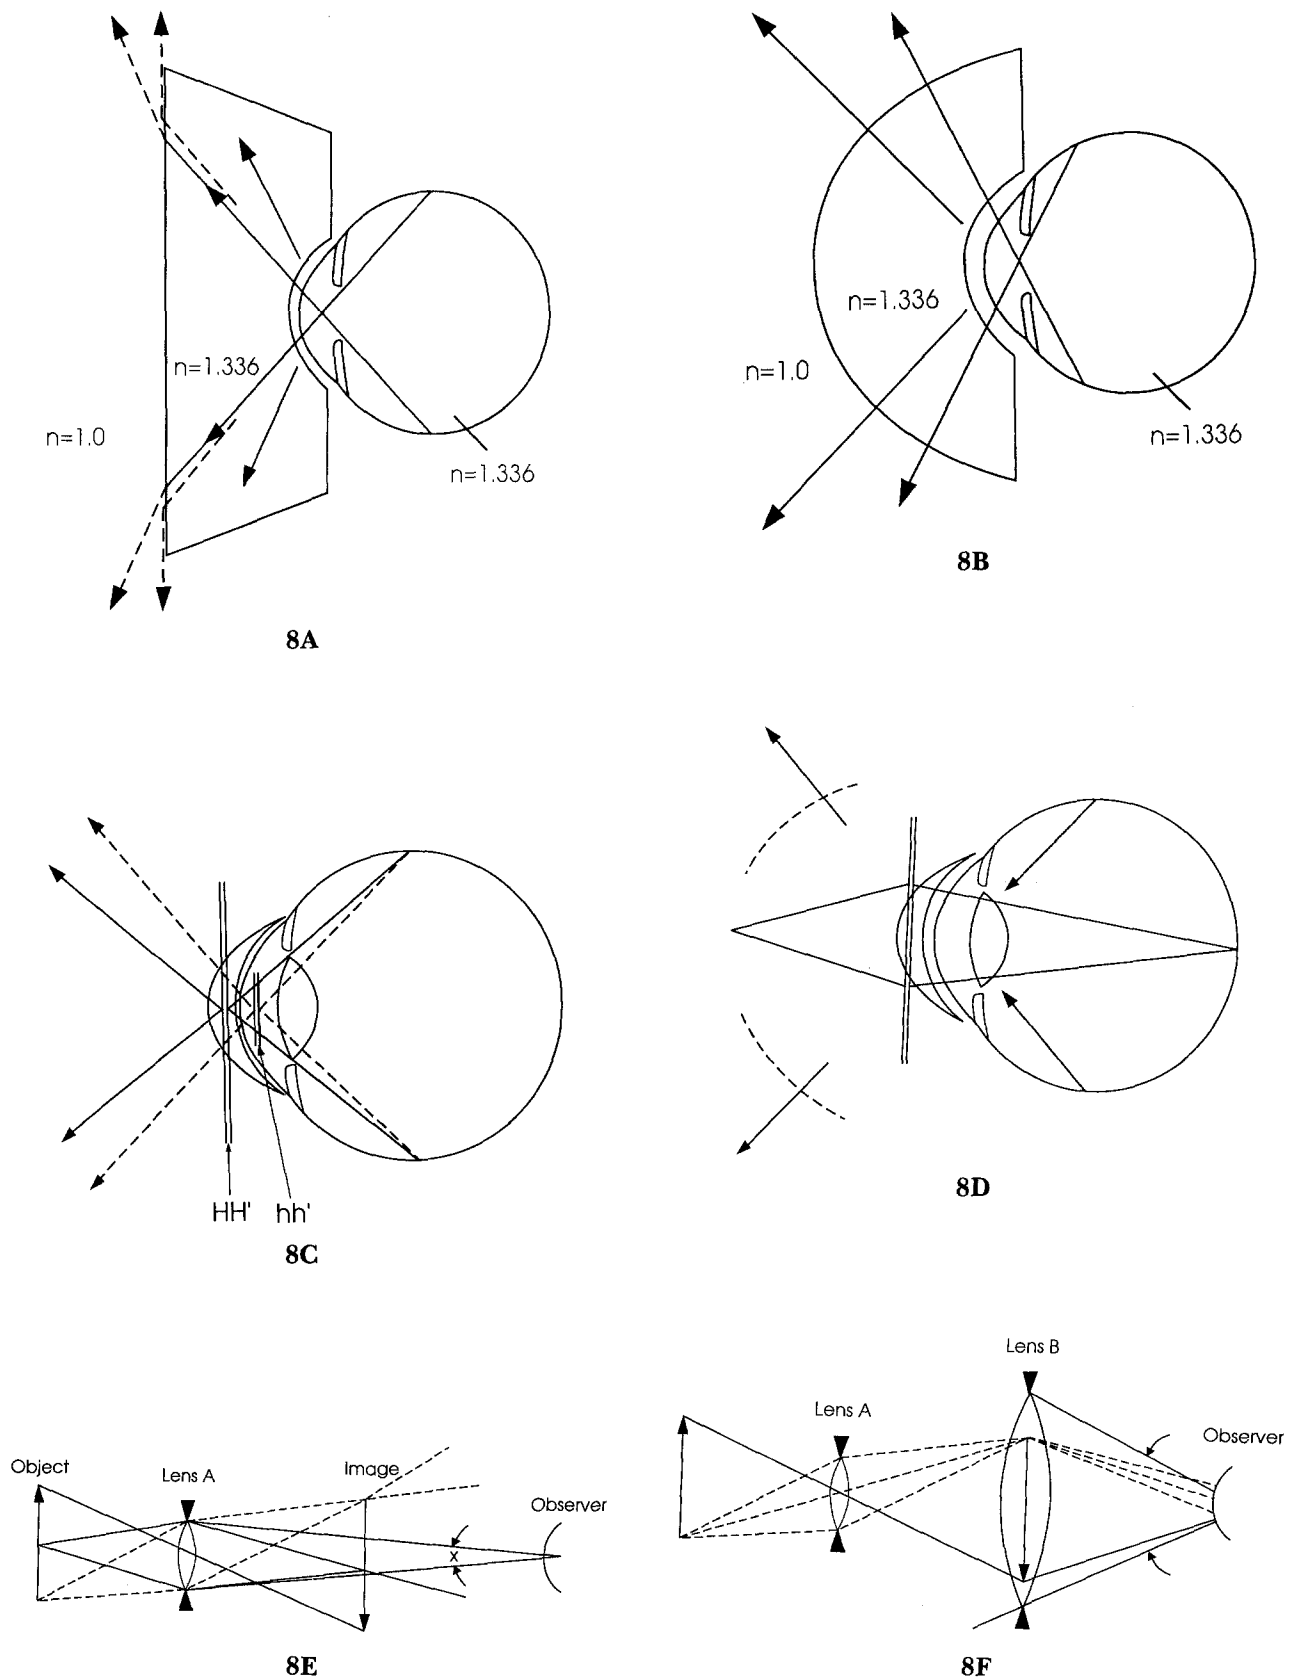 n=1.336
n=1.0
n=1.336
8A
n=1.336
n=1.0
n=1.336
8B
HH'
hh'
8C
8D
Object
Lens A
Image
x
Observer
8E
Lens B
Lens A
Observer
8F